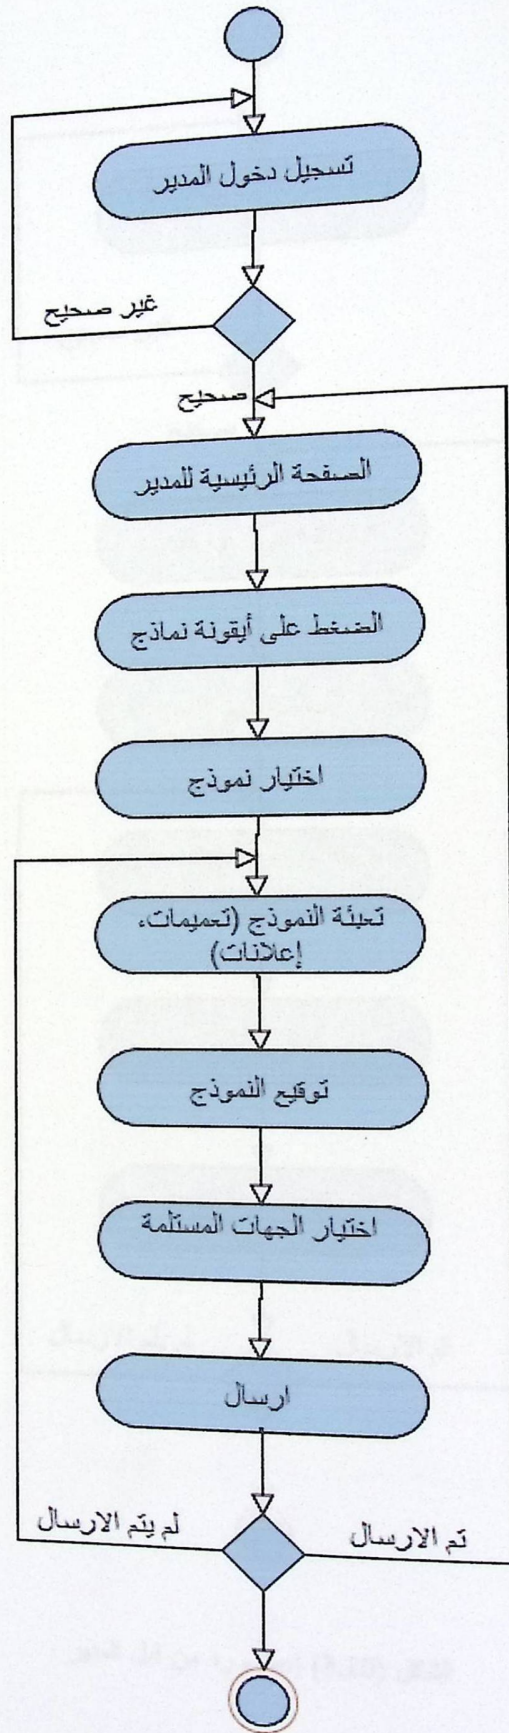 تسجيل دخول المدير
غير صحيح
صحيح
الصفحة الرئيسية للمدير
الضغط على أيقونة نماذج
اختيار نموذج
تعبئة النموذج (تعميمات،
إعلانات)
توقيع النموذج
اختيار الجهات المستلمة
ارسال
تم الارسال
لم يتم الارسال